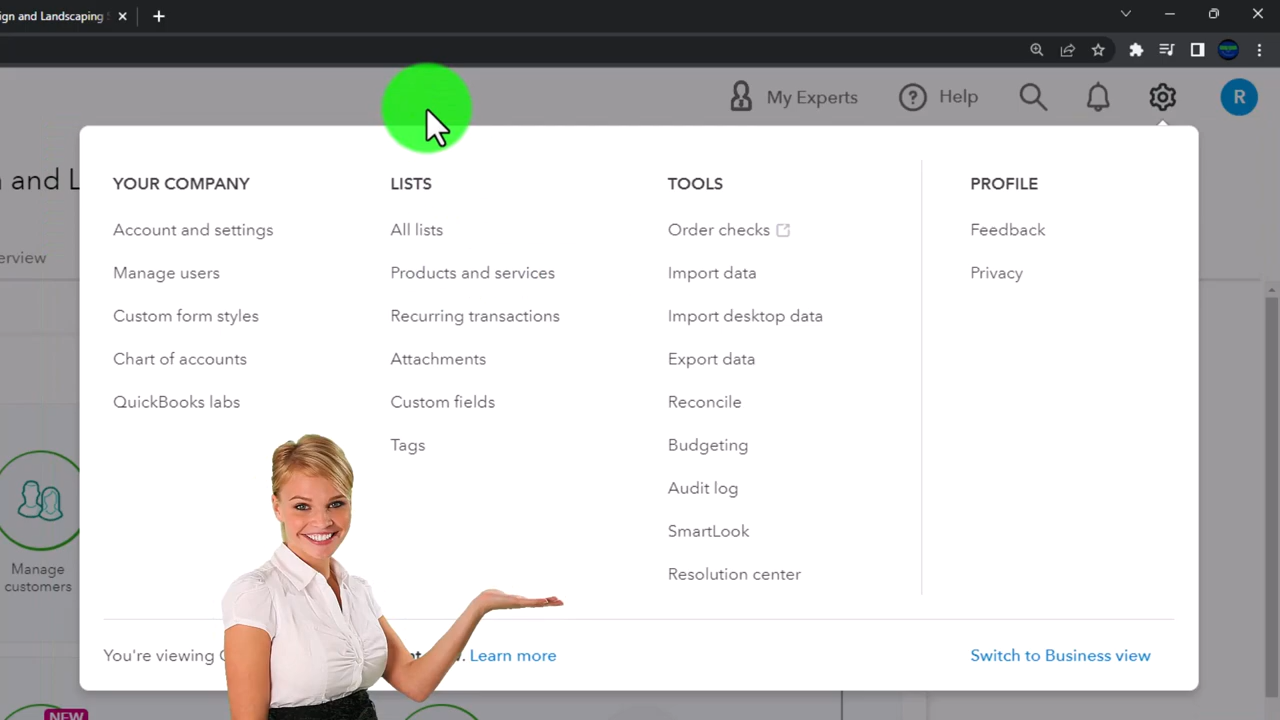 ign and Landscaping
My Experts
Help
R
n and L
erview
YOUR COMPANY
Account and settings
Manage users
Custom form styles
Chart of accounts
QuickBooks labs
LISTS
All lists
Products and services
Recurring transactions
Attachments
Custom fields
Tags
TOOLS
Order checks
Import data
Import desktop data
Export data
Reconcile
Budgeting
Audit log
SmartLook
Resolution center
PROFILE
Feedback
Privacy
Manage
customers
You're viewing
Learn more
Switch to Business view
NEW